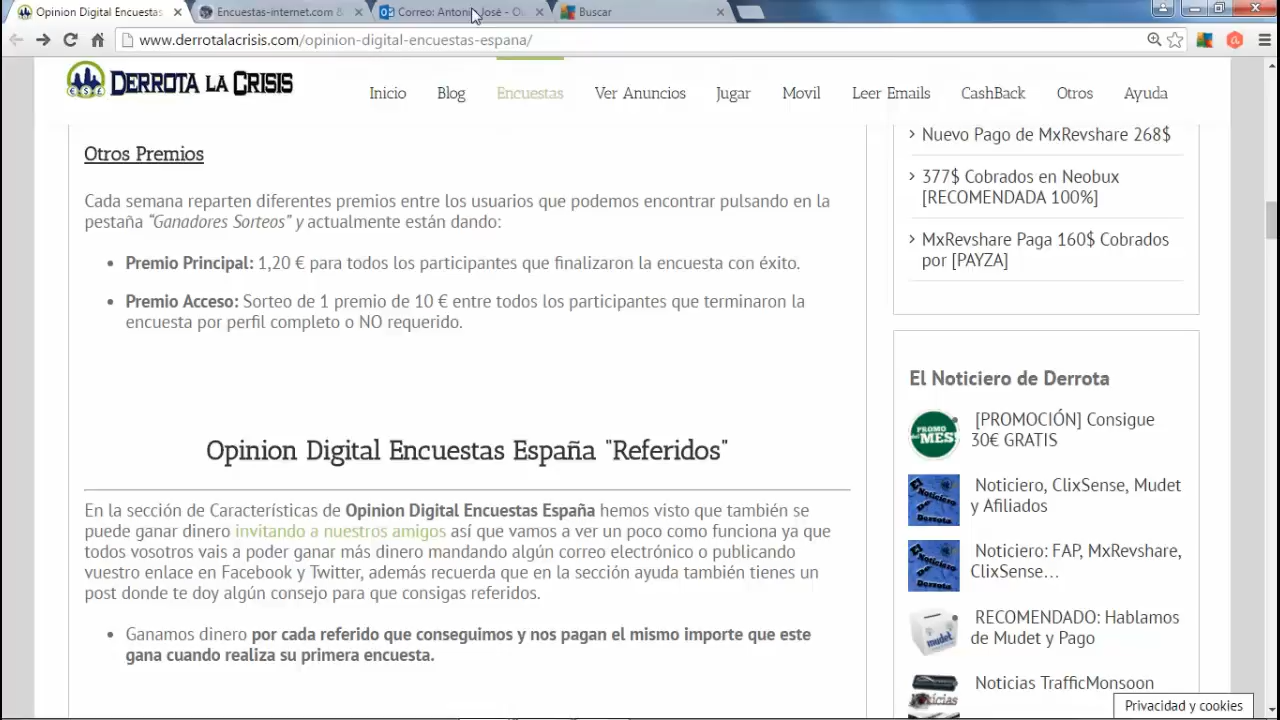 Opinion Digital Encuestas
Encuestas-internet.com &
Correo: Antoni José - O
Buscar
www.derrotalacrisis.com/opinion-digital-encuestas-espana/
DERROTA LA CRISIS
Inicio
Blog
Encuestas
Ver Anuncios
Jugar
Movil
Leer Emails
CashBack
Otros
Ayuda
Otros Premios
Cada semana reparten diferentes premios entre los usuarios que podemos encontrar pulsando en la
pestaña “Ganadores Sorteos” y actualmente están dando:
• Premio Principal: 1,20 € para todos los participantes que finalizaron la encuesta con éxito.
• Premio Acceso: Sorteo de 1 premio de 10 € entre todos los participantes que terminaron la
encuesta por perfil completo o NO requerido.
Opinion Digital Encuestas España "Referidos"
En la sección de Características de Opinion Digital Encuestas España hemos visto que también se
puede ganar dinero invitando a nuestros amigos así que vamos a ver un poco como funciona ya que
todos vosotros vais a poder ganar más dinero mandando algún correo electrónico o publicando
vuestro enlace en Facebook y Twitter, además recuerda que en la sección ayuda también tienes un
post donde te doy algún consejo para que consigas referidos.
• Ganamos dinero por cada referido que conseguimos y nos pagan el mismo importe que este
gana cuando realiza su primera encuesta.
> Nuevo Pago de MxRevshare 268$
> 377$ Cobrados en Neobux
[RECOMENDADA 100%]
> MxRevshare Paga 160$ Cobrados
por [PAYZA]
El Noticiero de Derrota
PROMO
del MES!
[PROMOCIÓN] Consigue
30€ GRATIS
Noticiero, ClixSense, Mudet
y Afiliados
Noticiero: FAP, MxRevshare,
ClixSense…
mudet
RECOMENDADO: Hablamos
de Mudet y Pago
Noticias TrafficMonsoon
Privacidad y cookies